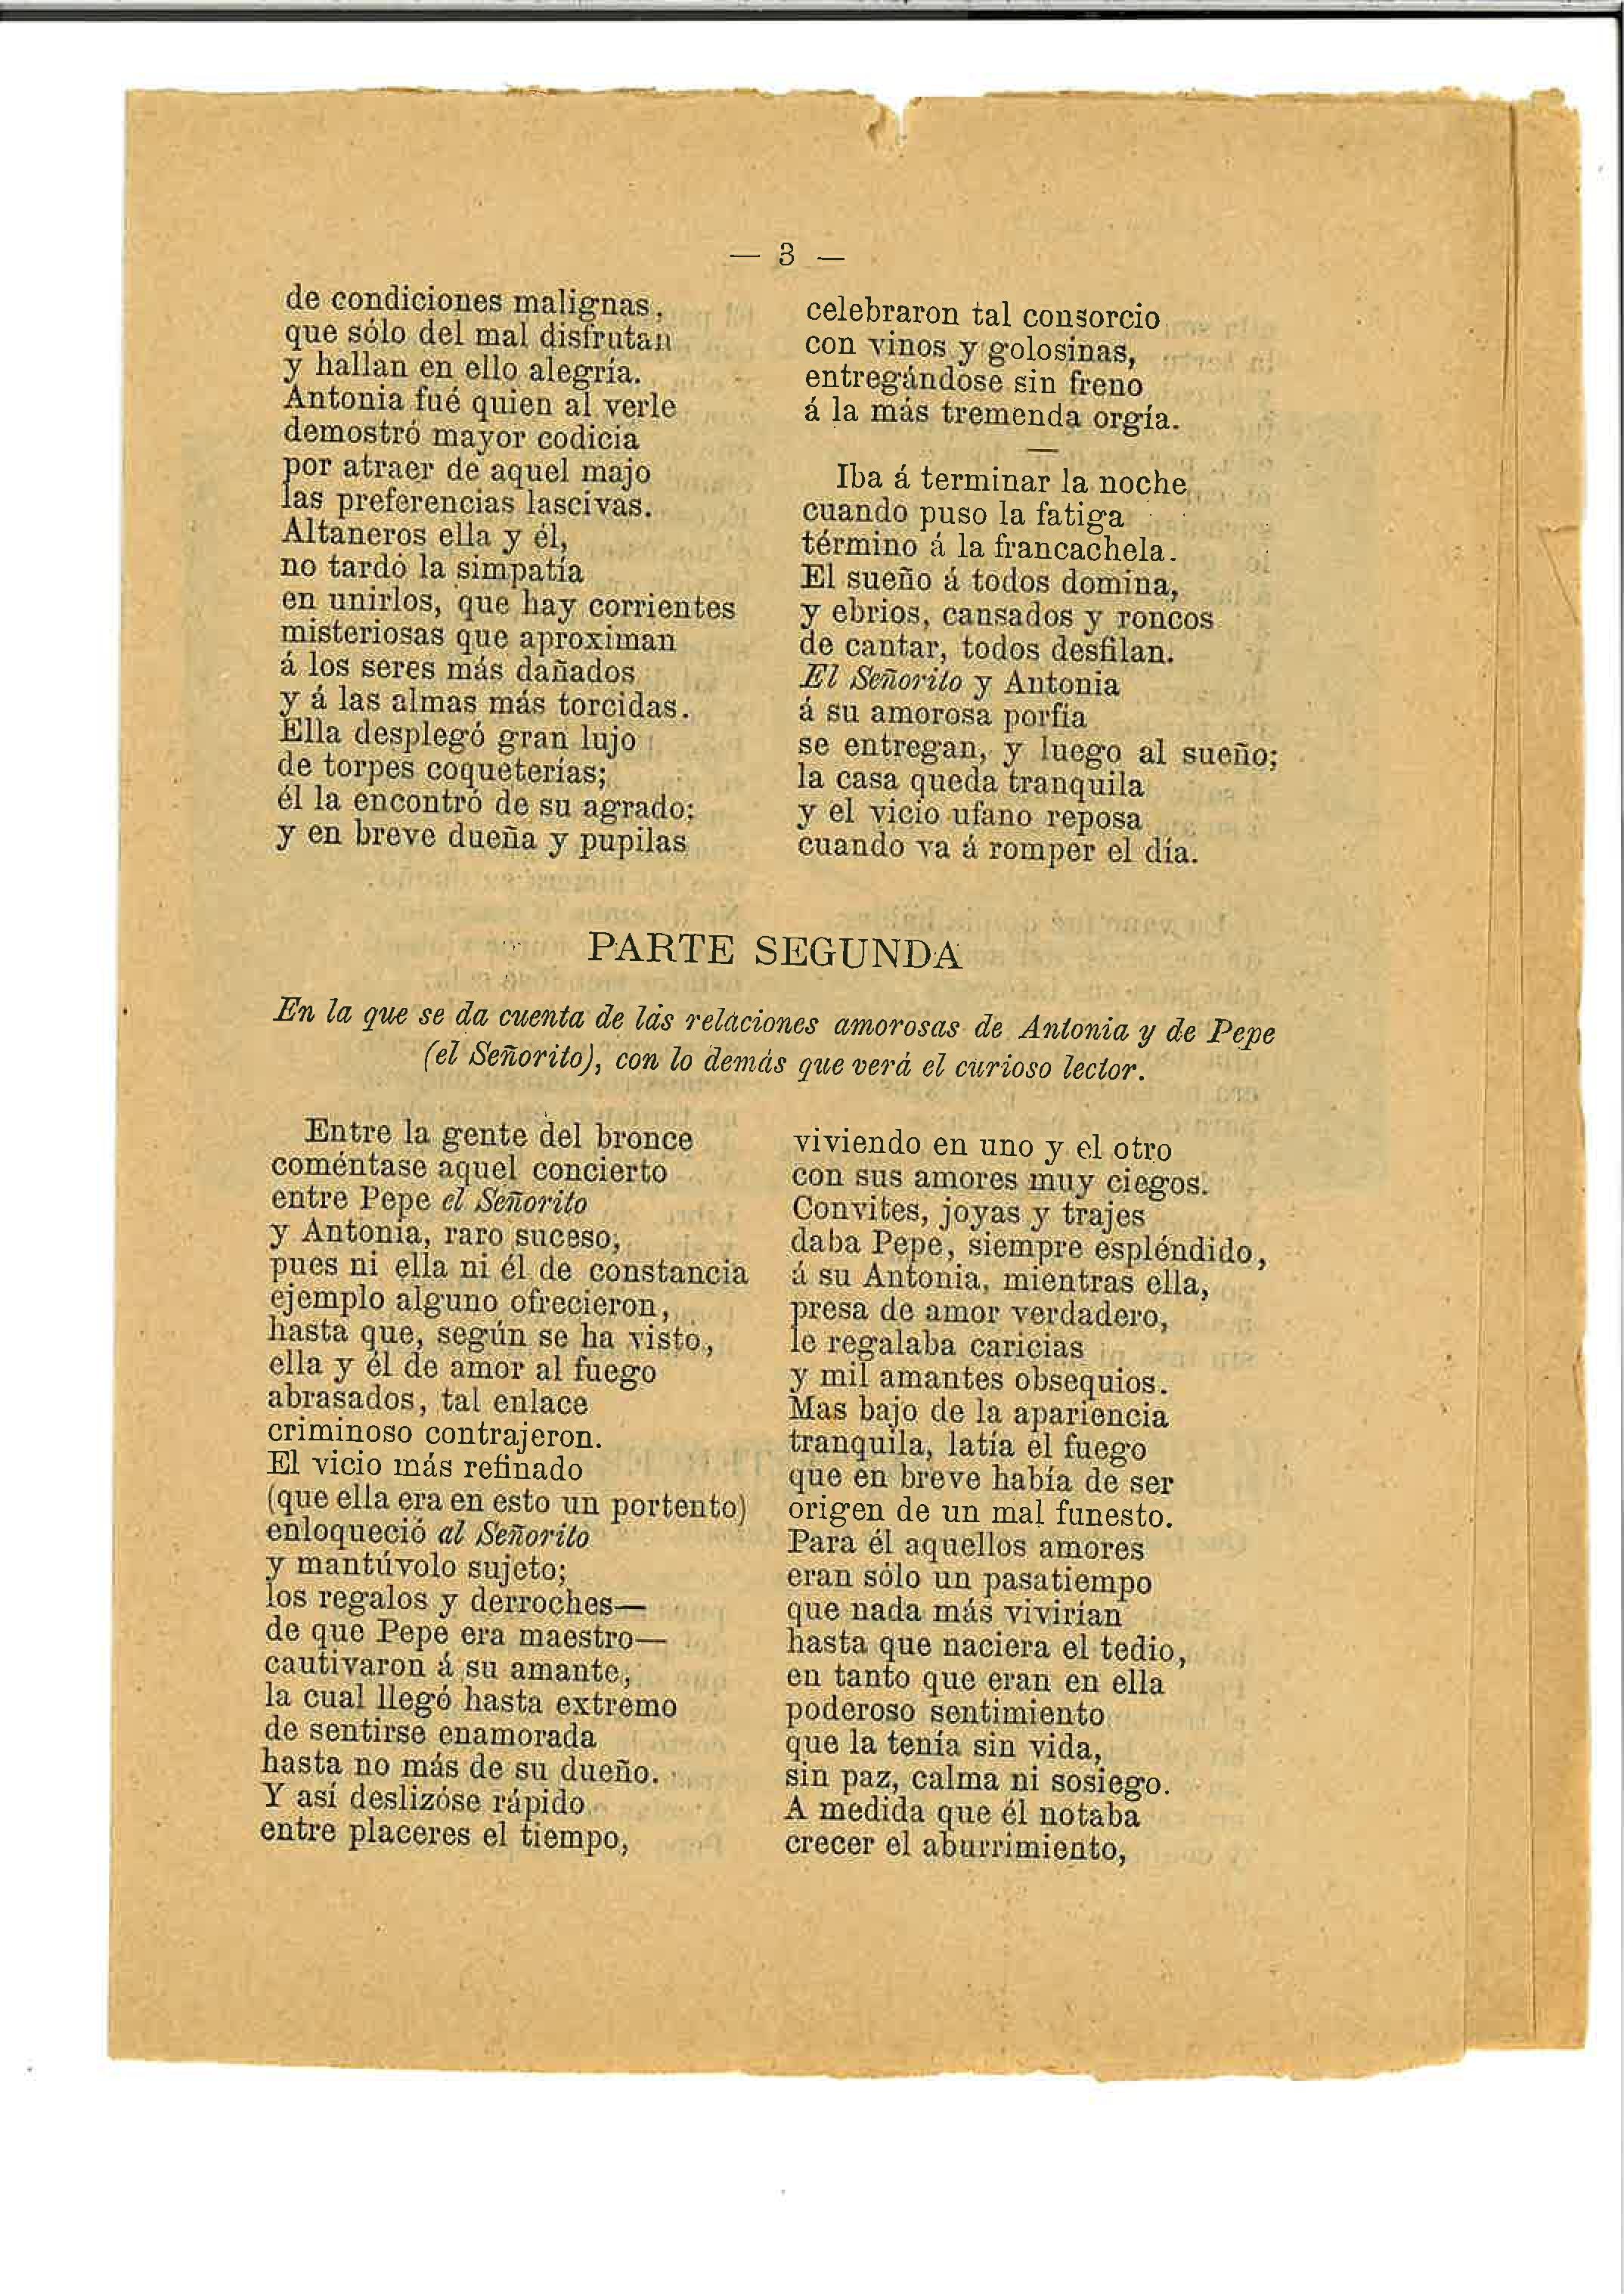 — 3 —
de condiciones malignas,
que sólo del mal disfrutan
y hallan en ello alegría.
Antonia fué quien al verle
demostró mayor codicia
por atraer de aquel majo
las preferencias lascivas.
Altaneros ella y él,
no tardó la simpatía
en unirlos, que hay corrientes
misteriosas que aproximan
á los seres más dañados
y á las almas más torcidas.
Ella desplegó gran lujo
de torpes coqueterías;
él la encontró de su agrado;
y en breve dueña y pupilas
celebraron tal consorcio
con vinos y golosinas,
entregándose sin freno
á la más tremenda orgía.
—
Iba á terminar la noche
cuando puso la fatiga
término á la francachela.
El sueño á todos domina,
y ebrios, cansados y roncos
de cantar, todos desfilan.
El Señorito y Antonia
á su amorosa porfía
se entregan, y luego al sueño;
la casa queda tranquila
y el vicio ufano reposa
cuando va á romper el día.
PARTE SEGUNDA
En la que se da cuenta de las relaciones amorosas de Antonia y de Pepe
(el Señorito), con lo demás que verá el curioso lector.
Entre la gente del bronce
coméntase aquel concierto
entre Pepe el Señorito
y Antonia, raro suceso,
pues ni ella ni él de constancia
ejemplo alguno ofrecieron,
hasta que, según se ha visto,
ella y él de amor al fuego
abrasados, tal enlace
criminoso contrajeron.
El vicio más refinado
(que ella era en esto un portento)
enloqueció al Señorito
y mantúvolo sujeto;
los regalos y derroches—
de que Pepe era maestro—
cautivaron á su amante,
la cual llegó hasta extremo
de sentirse enamorada
hasta no más de su dueño.
Y así deslizóse rápido
entre placeres el tiempo,
viviendo en uno y el otro
con sus amores muy ciegos.
Convites, joyas y trajes
daba Pepe, siempre espléndido,
á su Antonia, mientras ella,
presa de amor verdadero,
le regalaba caricias
y mil amantes obsequios.
Mas bajo de la apariencia
tranquila, latía el fuego
que en breve había de ser
origen de un mal funesto.
Para él aquellos amores
eran sólo un pasatiempo
que nada más vivirían
hasta que naciera el tedio,
en tanto que eran en ella
poderoso sentimiento
que la tenía sin vida,
sin paz, calma ni sosiego.
A medida que él notaba
crecer el aburrimiento,